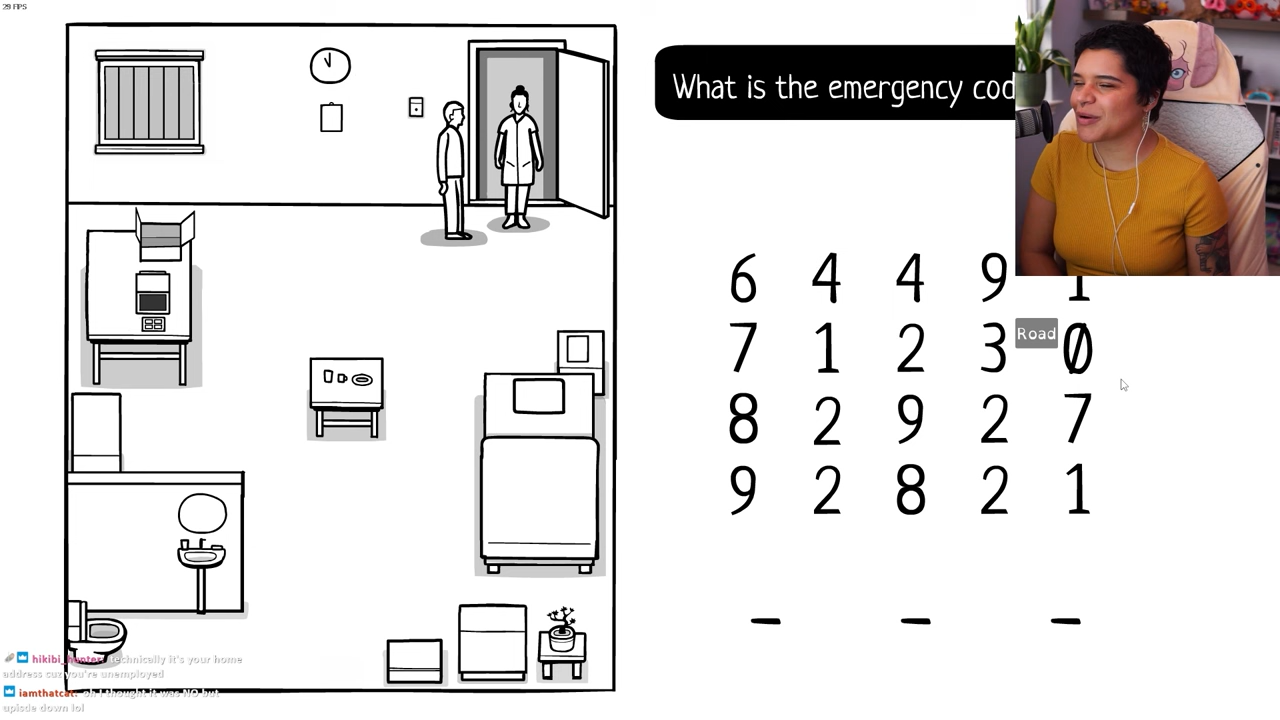 29 FPS
What is the emergency cod
6 4 4 9 1
7 1 2 3 0
Road
8 2 9 2 7
9 2 8 2 1
hikibi_hunter: technically it's your home
address cuz you're unemployed
iamthatcat: oh I thought it was NO but
upisde down lol